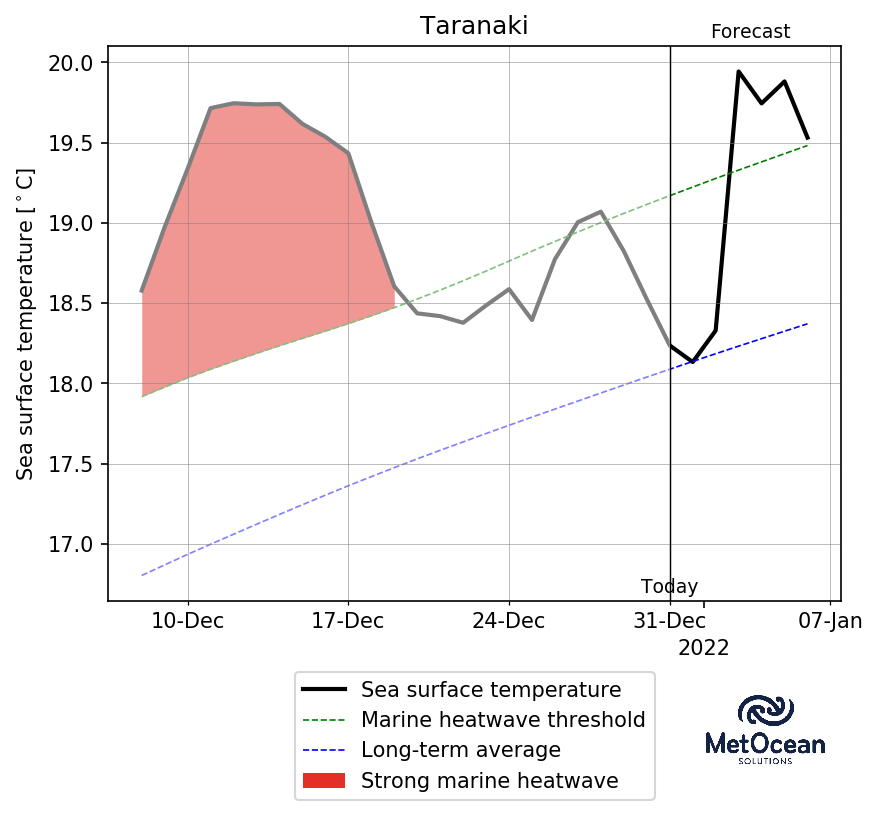 Taranaki
Forecast
Sea surface temperature [°C]
20.0
19.5
19.0
18.5
18.0
17.5
17.0
Today
10-Dec 17-Dec 24-Dec 31-Dec 07-Jan
2022
Sea surface temperature
Marine heatwave threshold
Long-term average
Strong marine heatwave
MetOcean
SOLUTIONS